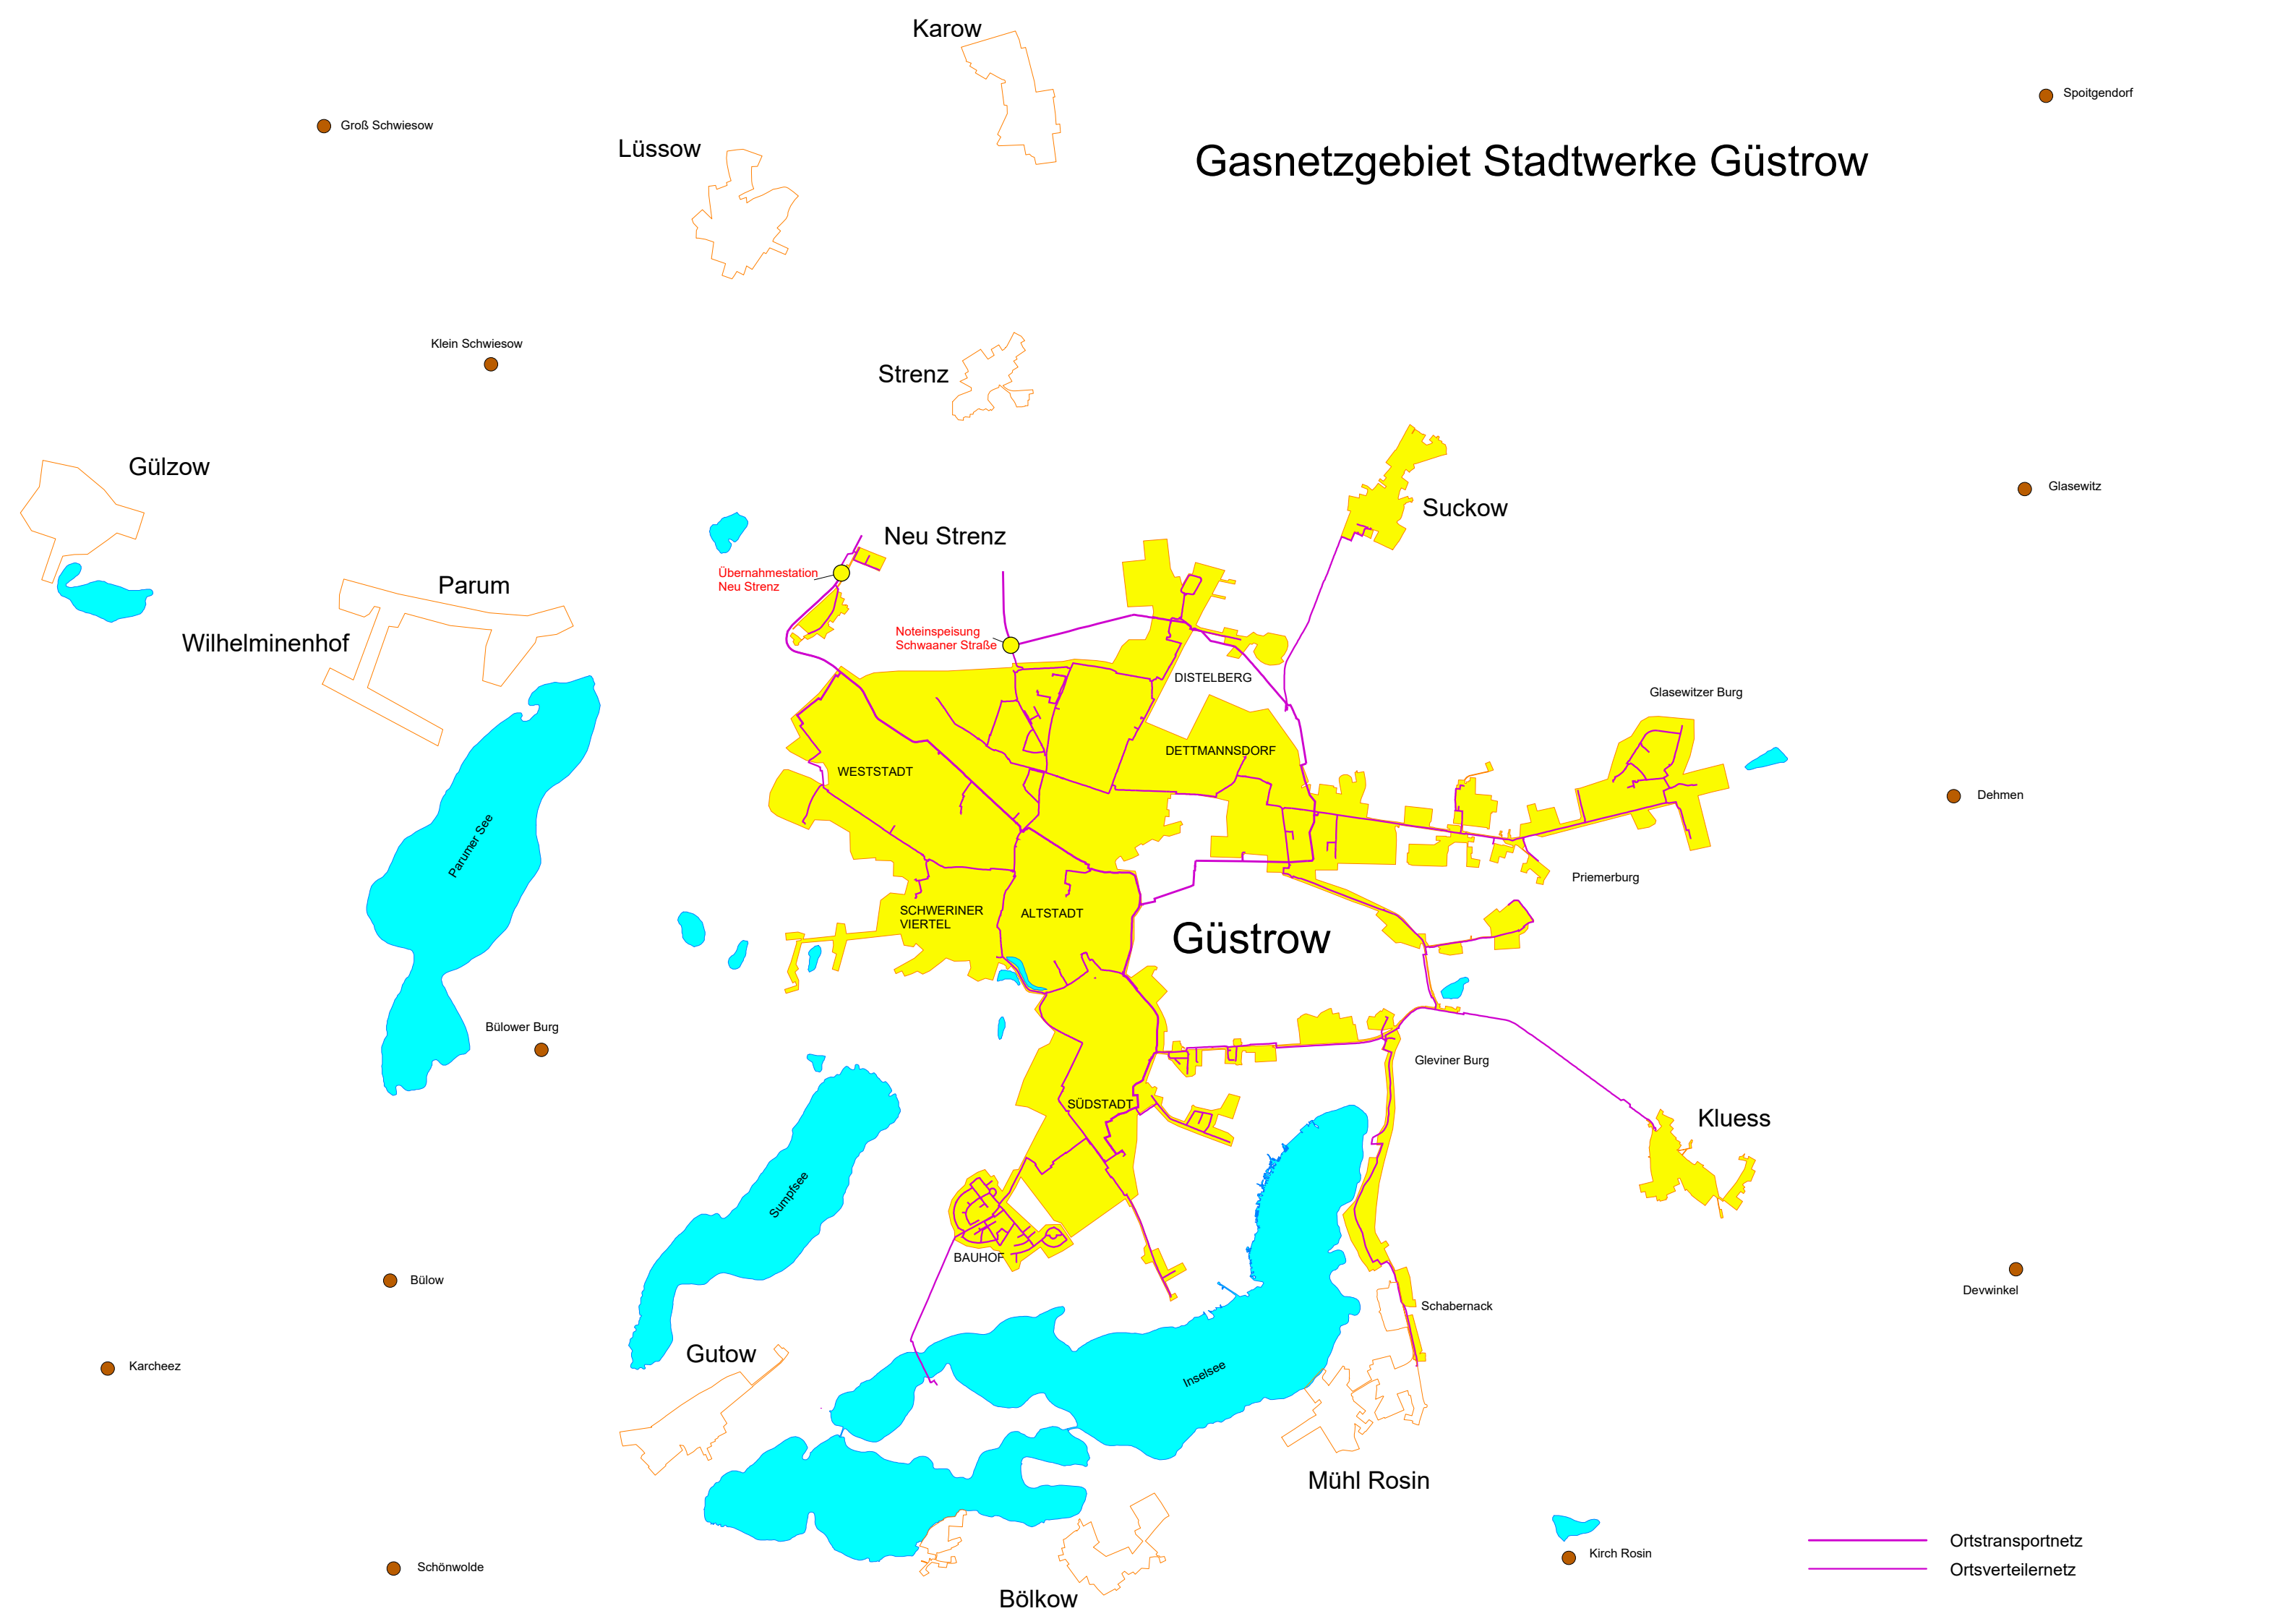 Karow
Spoitgendorf
Groß Schwiesow
Lüssow
Gasnetzgebiet Stadtwerke Güstrow
Klein Schwiesow
Strenz
Gülzow
Glasewitz
Suckow
Neu Strenz
Übernahmestation
Neu Strenz
Parum
Wilhelminenhof
Noteinspeisung
Schwaaner Straße
DISTELBERG
Glasewitzer Burg
DETTMANNSDORF
WESTSTADT
Dehmen
Parumer See
Priemerburg
SCHWERINER
VIERTEL
ALTSTADT
Güstrow
Bülower Burg
Gleviner Burg
SÜDSTADT
Kluess
Sumpfsee
BAUHOF
Bülow
Devwinkel
Schabernack
Gutow
Karcheez
Inselsee
Mühl Rosin
Ortstransportnetz
Kirch Rosin
Schönwolde
Ortsverteilernetz
Bölkow